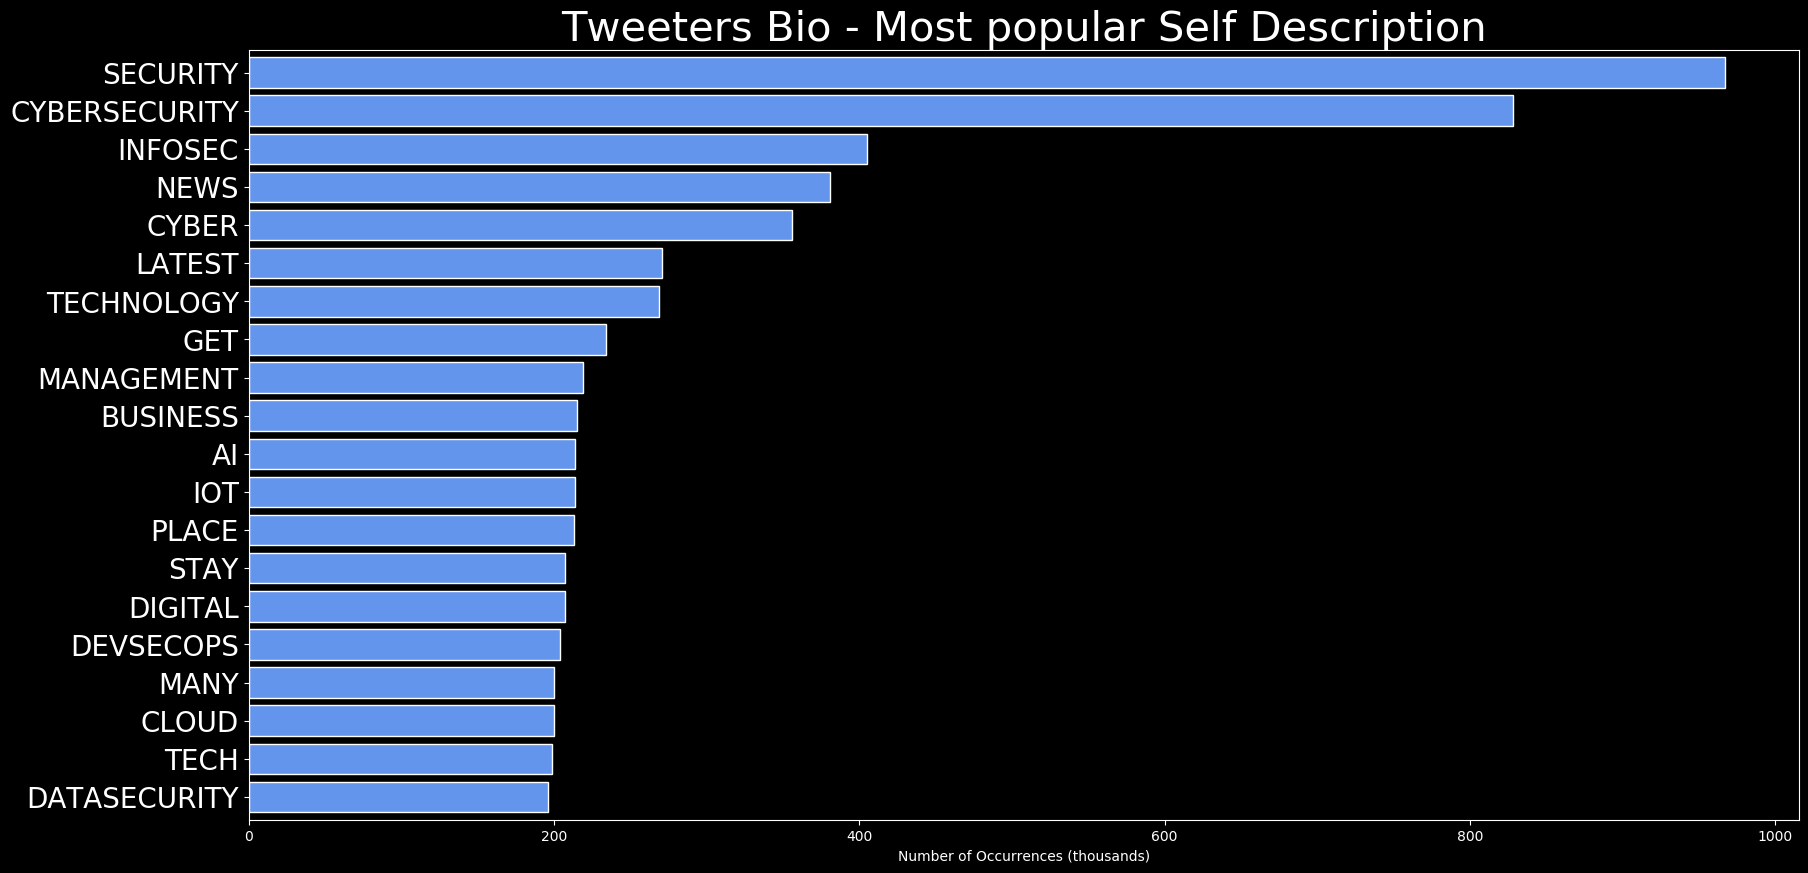 Tweeters Bio - Most popular Self Description
SECURITY
CYBERSECURITY
INFOSEC
NEWS
CYBER
LATEST
TECHNOLOGY
GET
MANAGEMENT
BUSINESS
AI
IOT
PLACE
STAY
DIGITAL
DEVSECOPS
MANY
CLOUD
TECH
DATASECURITY
0 200 400 600 800 1000
Number of Occurrences (thousands)